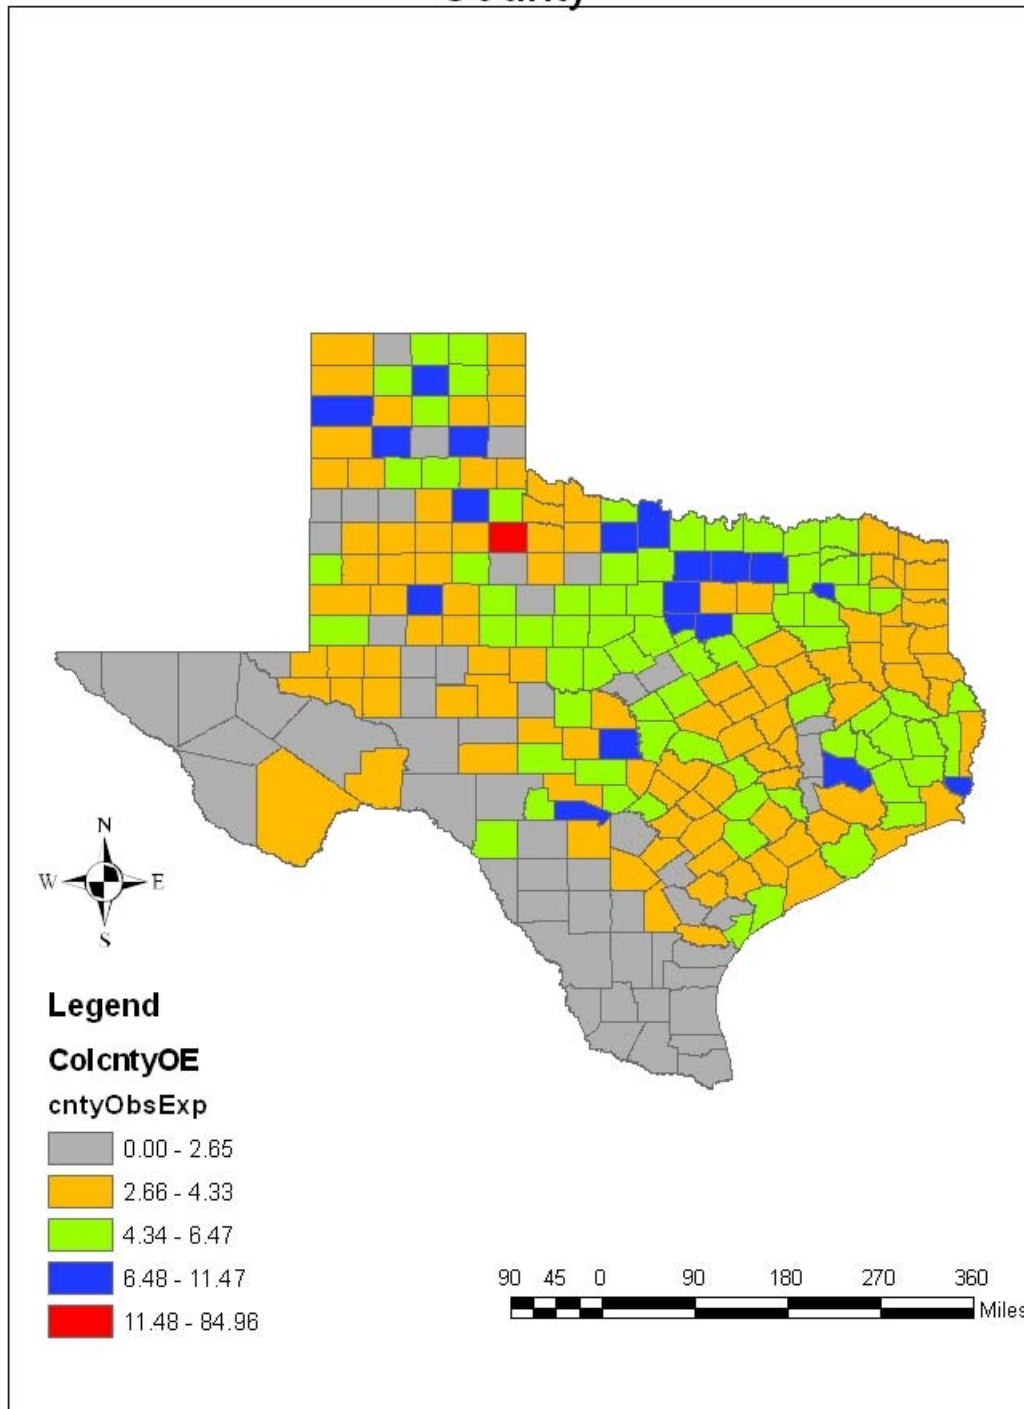 County
N
W E
S
Legend
ColcntyOE
cntyObsExp
0.00 - 2.65
2.66 - 4.33
4.34 - 6.47
6.48 - 11.47
11.48 - 84.96
90 45 0 90 180 270 360
Miles